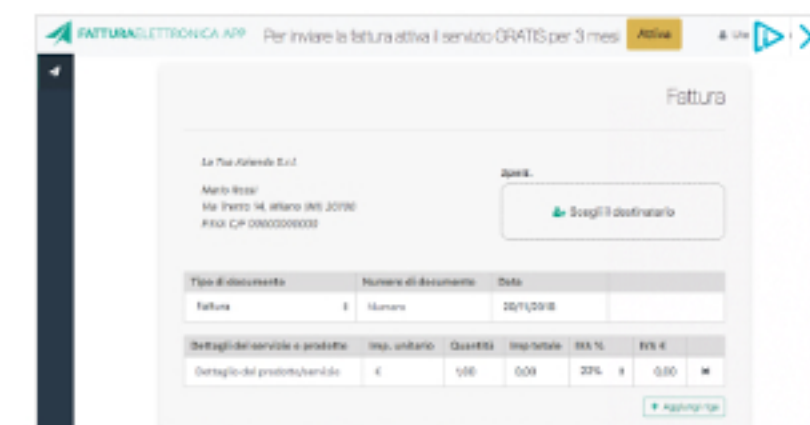 FATTURAELETTRONICA APP Per inviare la fattura attiva il servizio GRATIS per 3 mesi Attiva
Fattura
La Tua Azienda S.r.l.
Spett.
Mario Rossi
Scegli il destinatario
Tipo di documento Numero di documento Data
Fattura Numero 20/11/2018
Dettagli del servizio o prodotto Imp. unitario Quantità Imp totale IVA % IVA €
Dettaglio del prodotto/servizio € 1,00 0,00 22% 0,00
Aggiungi riga